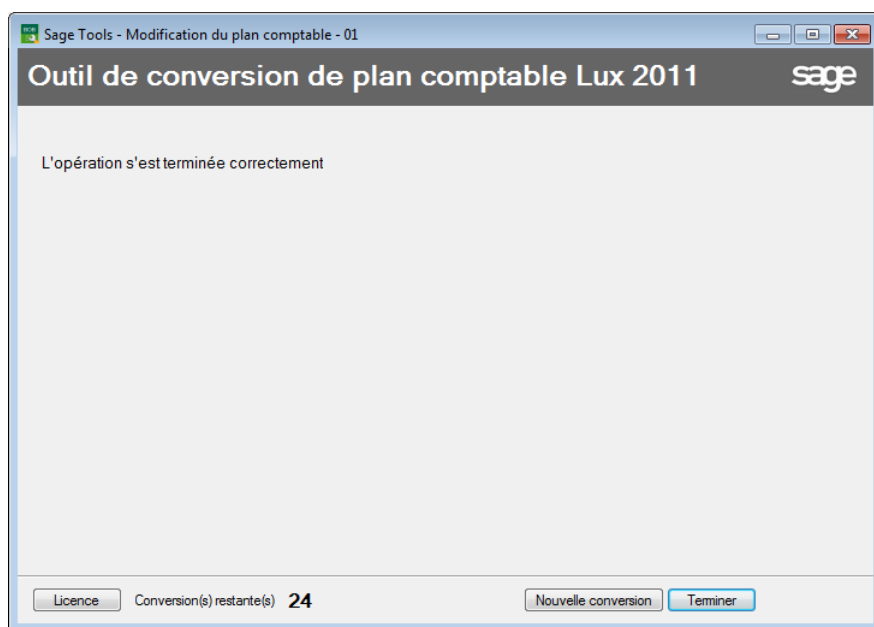 Sage Tools - Modification du plan comptable - 01
Outil de conversion de plan comptable Lux 2011 sage
L'opération s'est terminée correctement
Licence Conversion(s) restante(s) 24 Nouvelle conversion Terminer